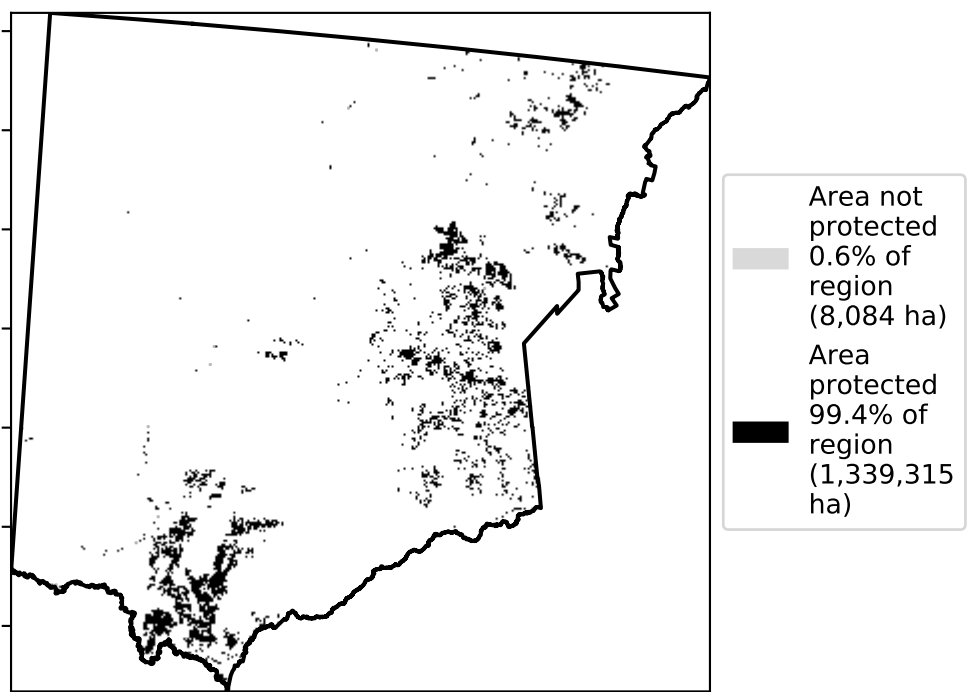 Area not
protected
0.6% of
region
(8,084 ha)
Area
protected
99.4% of
region
(1,339,315
ha)